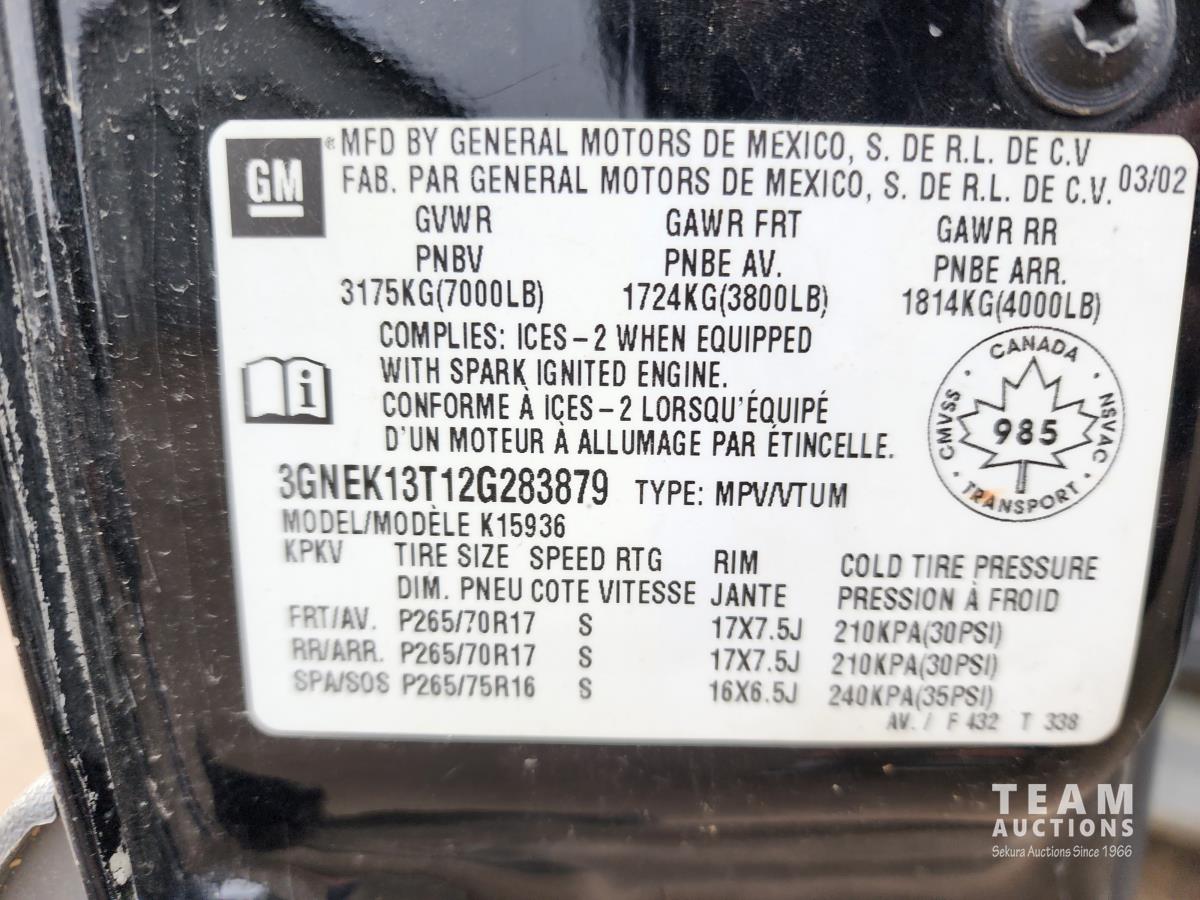 GM
® MFD BY GENERAL MOTORS DE MEXICO, S. DE R.L. DE C.V
FAB. PAR GENERAL MOTORS DE MEXICO, S. DE R.L. DE C.V. 03/02
GVWR GAWR FRT GAWR RR
PNBV PNBE AV. PNBE ARR.
3175KG(7000LB) 1724KG(3800LB) 1814KG(4000LB)
COMPLIES: ICES-2 WHEN EQUIPPED
WITH SPARK IGNITED ENGINE.
CONFORME À ICES-2 LORSQU'ÉQUIPÉ
D'UN MOTEUR À ALLUMAGE PAR ÉTINCELLE.
i
CANADA
CMVSS
985
NSVAC
TRANSPORT
3GNEK13T12G283879 TYPE: MPV/VTUM
MODEL/MODÈLE K15936
KPKV TIRE SIZE SPEED RTG RIM COLD TIRE PRESSURE
DIM. PNEU COTE VITESSE JANTE PRESSION À FROID
FRT/AV. P265/70R17 S 17X7.5J 210KPA(30PSI)
RR/ARR. P265/70R17 S 17X7.5J 210KPA(30PSI)
SPA/SOS P265/75R16 S 16X6.5J 240KPA(35PSI)
AV. / F 432 T 338
TEAM
AUCTIONS
Sekura Auctions Since 1966